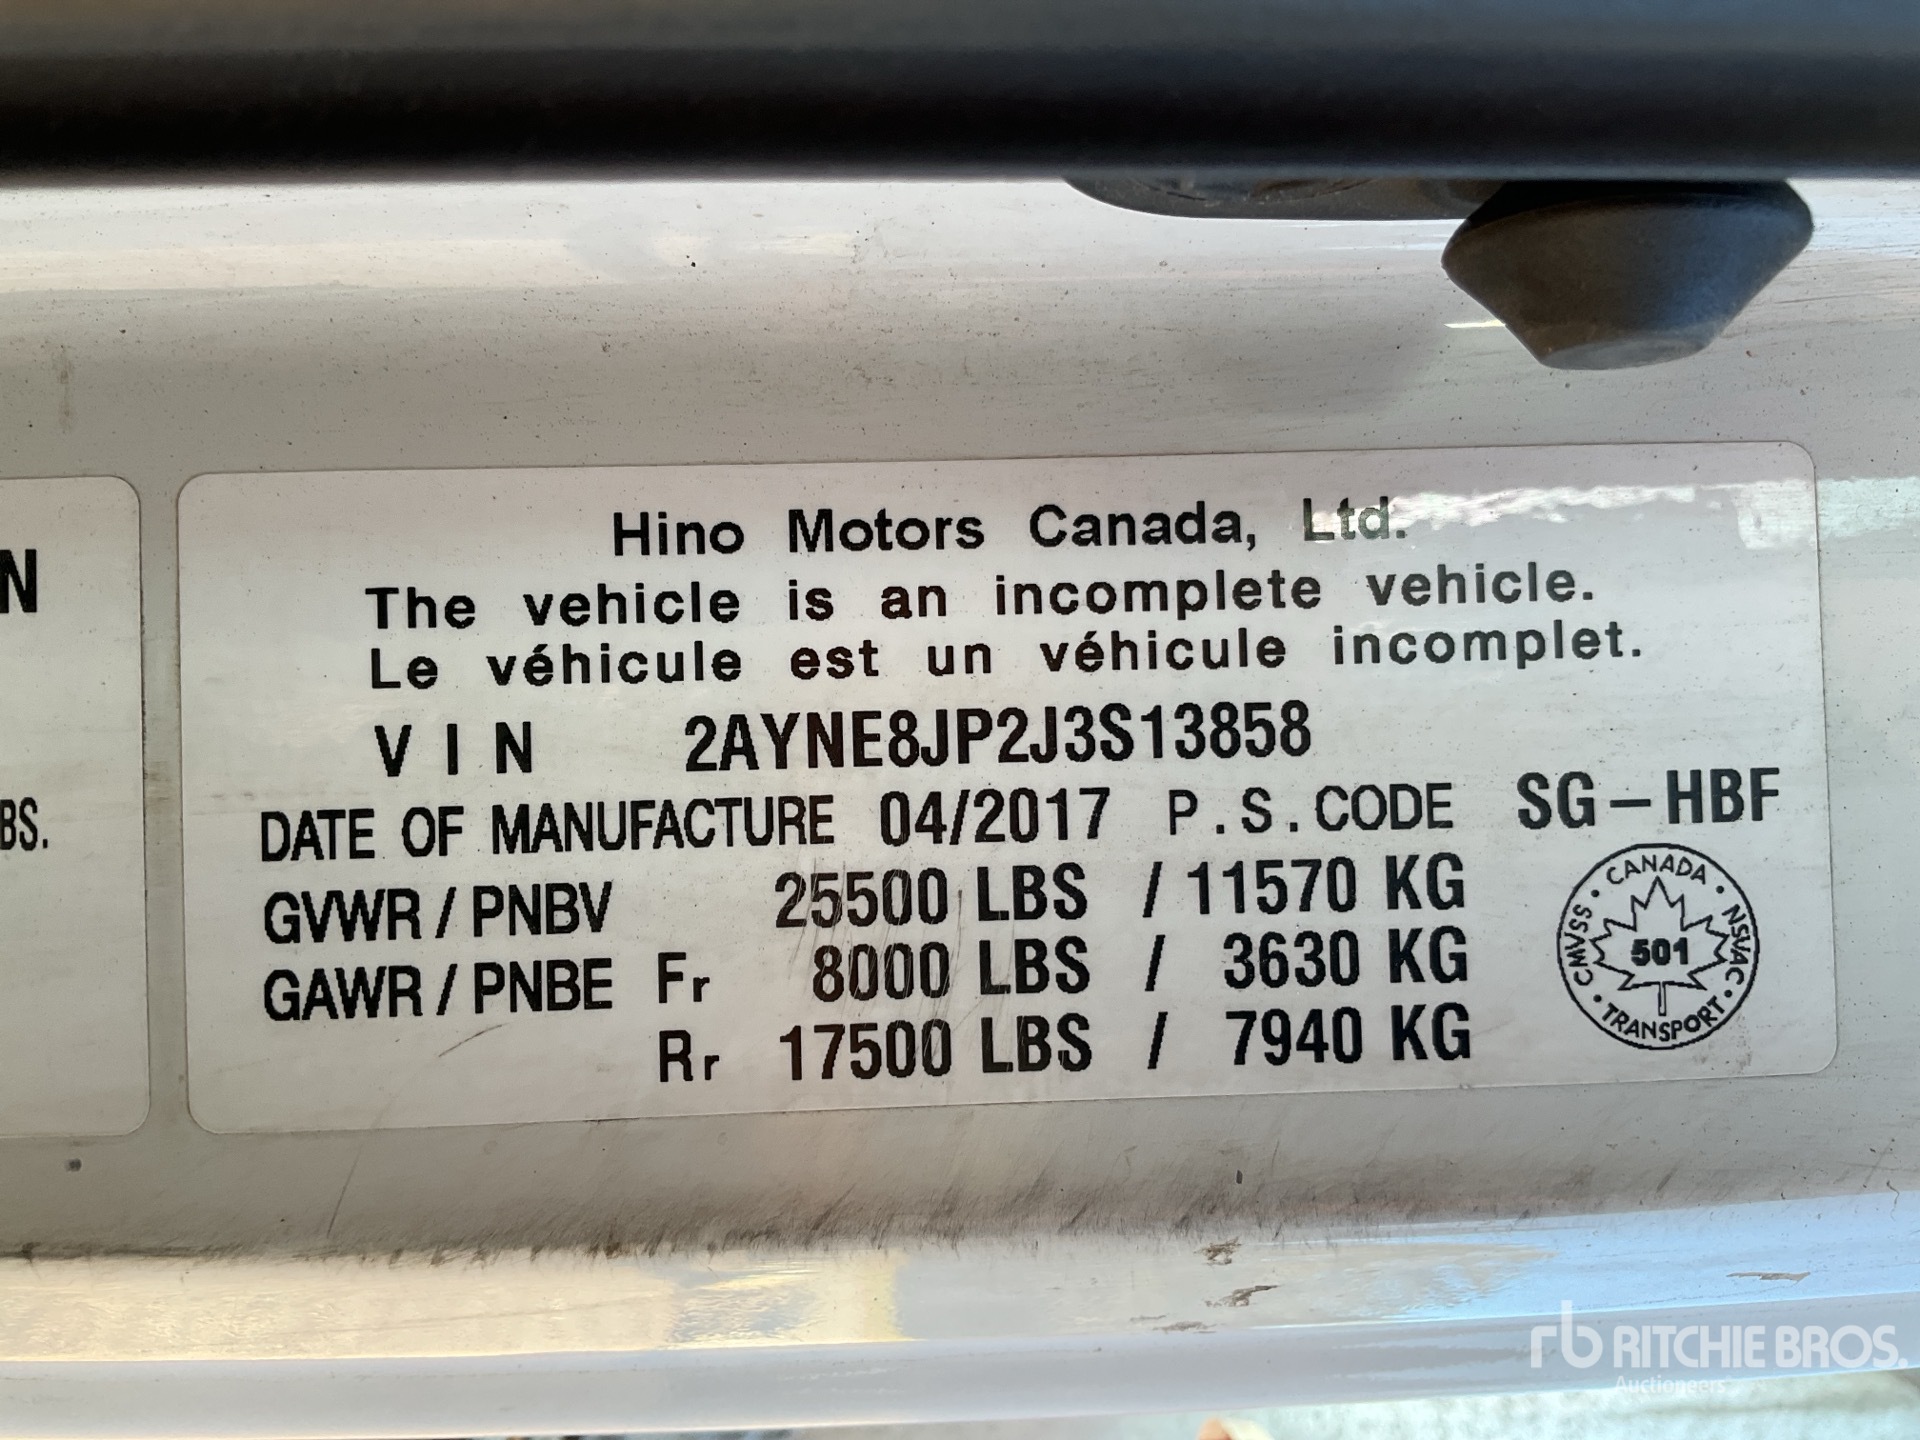 N
BS.
Hino Motors Canada, Ltd.
The vehicle is an incomplete vehicle.
Le véhicule est un véhicule incomplet.
VIN 2AYNE8JP2J3S13858
DATE OF MANUFACTURE 04/2017 P.S.CODE SG-HBF
GVWR / PNBV 25500 LBS / 11570 KG
GAWR / PNBE Fr 8000 LBS / 3630 KG
Rr 17500 LBS / 7940 KG
CANADA · NSVAC · TRANSPORT · CMVSS ·
501
rb RITCHIE BROS.
Auctioneers